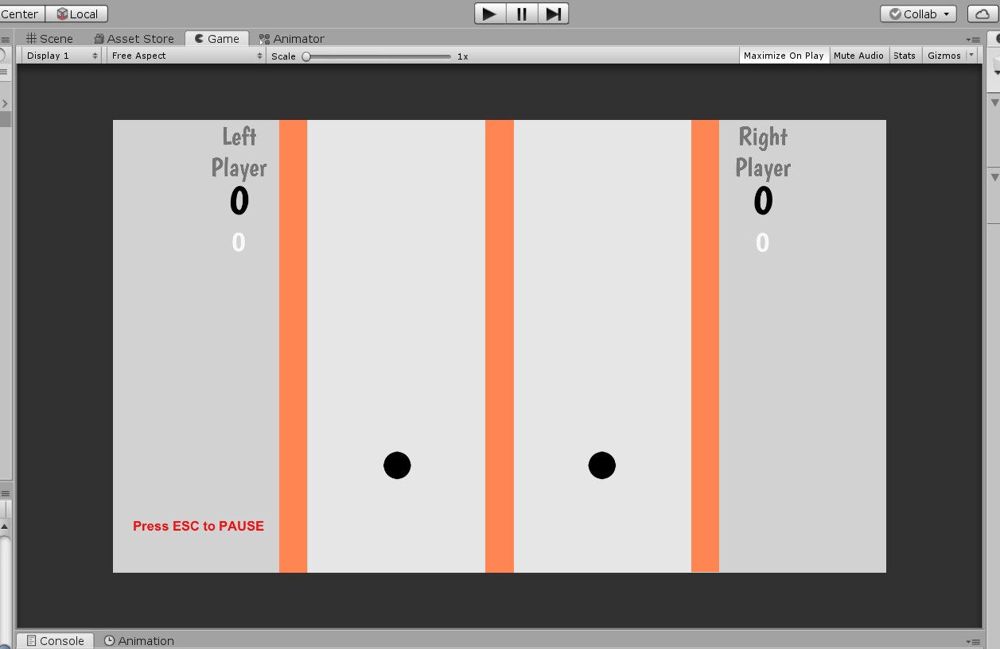 Center Local Collab
Scene Asset Store Game Animator
Display 1 Free Aspect Scale 1x Maximize On Play Mute Audio Stats Gizmos
Left Player
0
0
Right Player
0
0
Press ESC to PAUSE
Console Animation